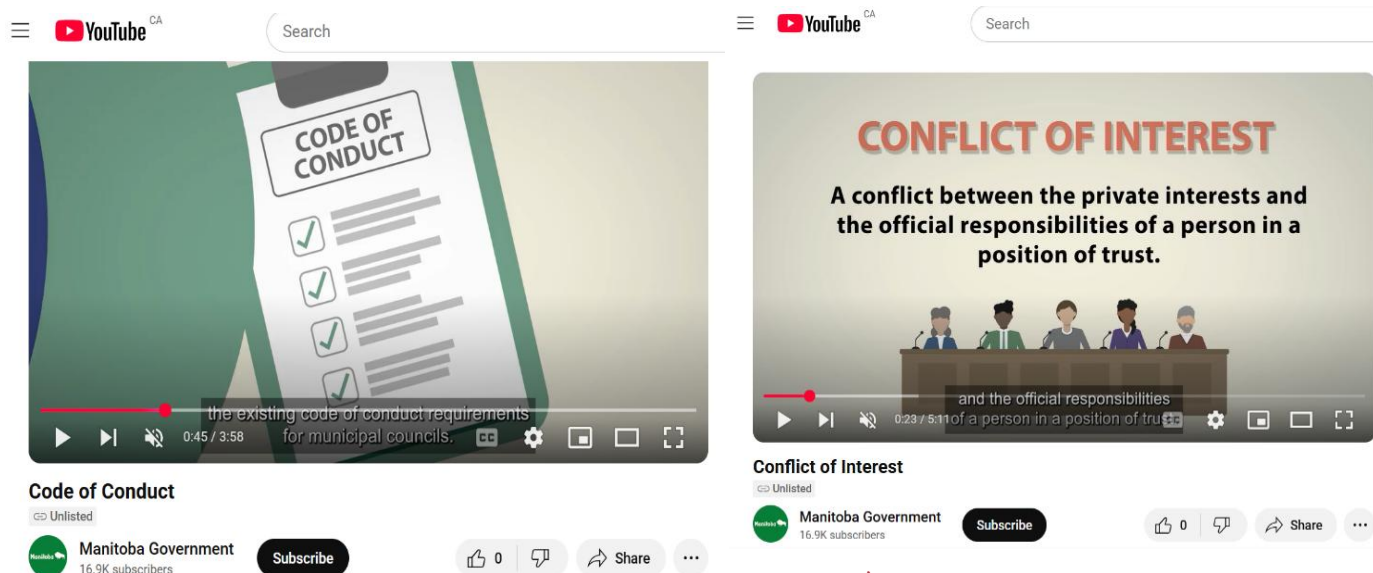 YouTube CA
Search
CODE OF
CONDUCT
the existing code of conduct requirements
for municipal councils.
0:45 / 3:58
CC
Code of Conduct
Unlisted
Manitoba
Manitoba Government
16.9K subscribers
Subscribe
0
Share
YouTube CA
Search
CONFLICT OF INTEREST
A conflict between the private interests and
the official responsibilities of a person in a
position of trust.
and the official responsibilities
0:23 / 5:11
of a person in a position of
CC
Conflict of Interest
Unlisted
Manitoba
Manitoba Government
16.9K subscribers
Subscribe
0
Share